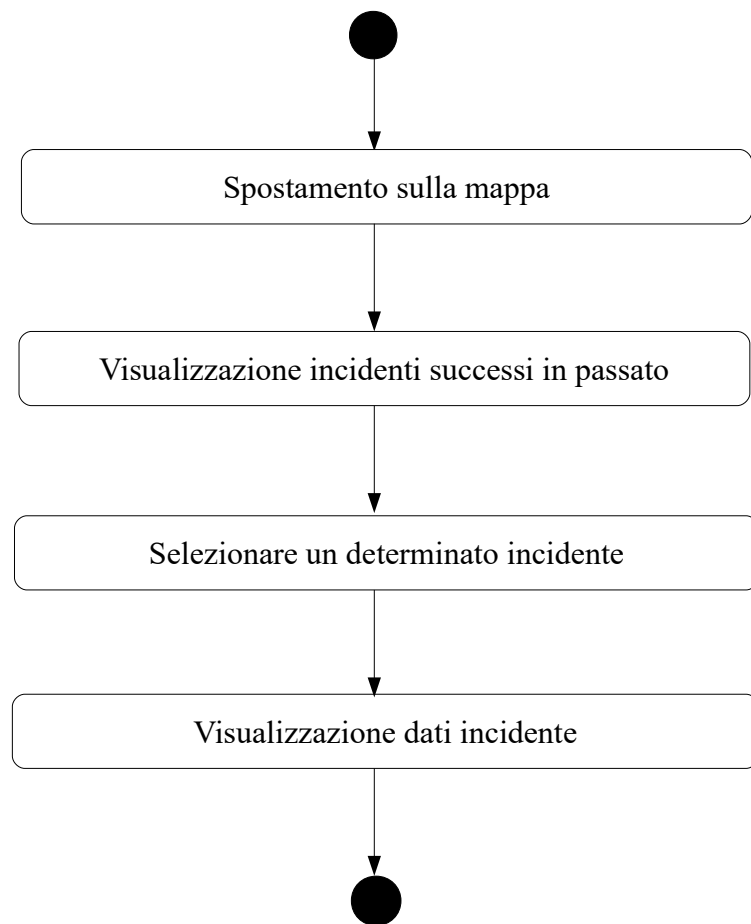 Spostamento sulla mappa
Visualizzazione incidenti successi in passato
Selezionare un determinato incidente
Visualizzazione dati incidente